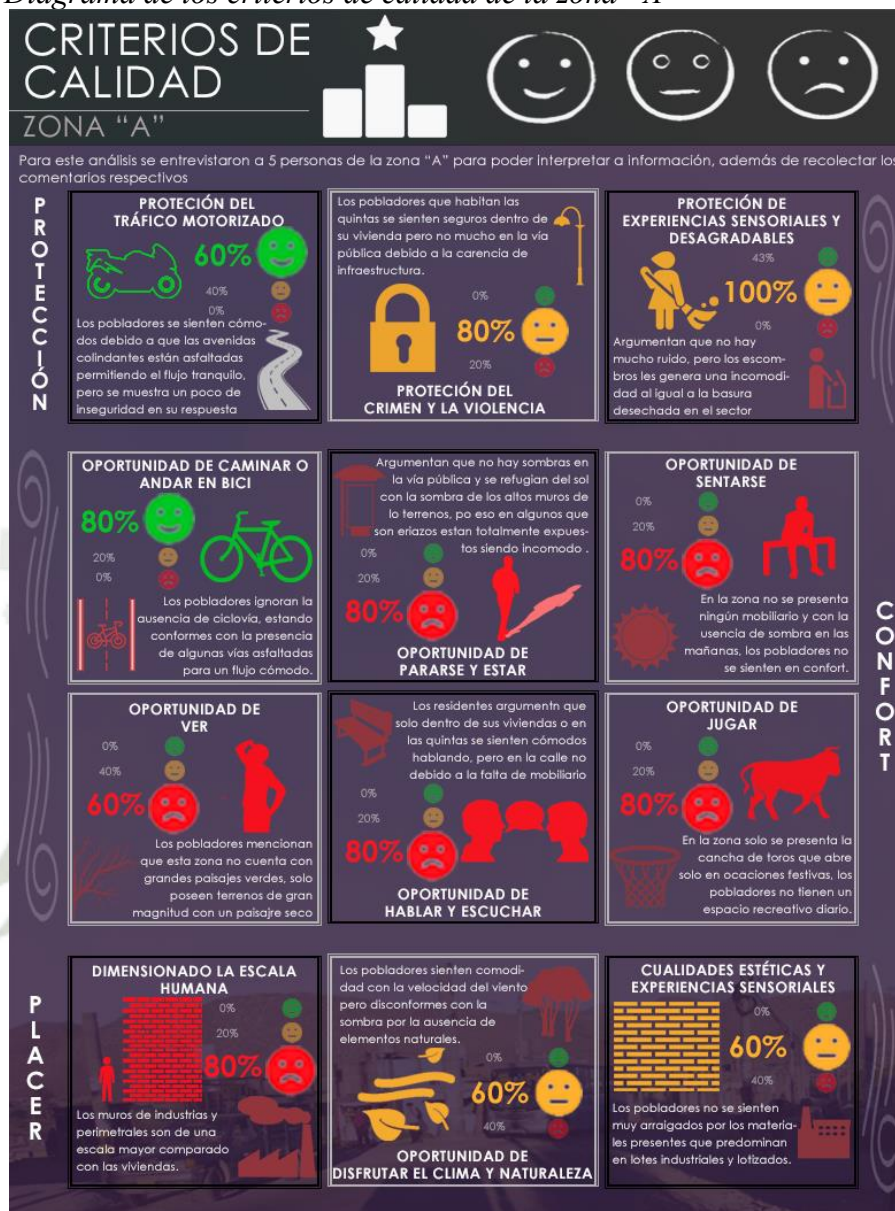 Diagrama de los criterios de calidad de la zona "A"
CRITERIOS DE
CALIDAD
ZONA "A"
Para este análisis se entrevistaron a 5 personas de la zona "A" para poder interpretar a información, además de recolectar los
comentarios respectivos
PROTECCIÓN
PROTECIÓN DEL
TRÁFICO MOTORIZADO
60%
40%
0%
Los pobladores se sienten cómo-
dos debido a que las avenidas
colindantes están asfaltadas
permitiendo el flujo tranquilo,
pero se muestra un poco de
inseguridad en su respuesta
Los pobladores que habitan las
quintas se sienten seguros dentro de
su vivienda pero no mucho en la vía
pública debido a la carencia de
infraestructura.
0%
80%
20%
PROTECIÓN DEL
CRIMEN Y LA VIOLENCIA
PROTECIÓN DE
EXPERIENCIAS SENSORIALES Y
DESAGRADABLES
43%
100%
0%
Argumentan que no hay
mucho ruido, pero los escom-
bros les genera una incomodi-
dad al igual a la basura
desechada en el sector
CONFORT
OPORTUNIDAD DE CAMINAR O
ANDAR EN BICI
80%
20%
0%
Los pobladores ignoran la
ausencia de ciclovía, estando
conformes con la presencia
de algunas vías asfaltadas
para un flujo cómodo.
Argumentan que no hay sombras en
la vía pública y se refugian del sol
con la sombra de los altos muros de
lo terrenos, po eso en algunos que
son eriazos estan totalmente expues-
tos siendo incomodo .
0%
20%
80%
OPORTUNIDAD DE
PARARSE Y ESTAR
OPORTUNIDAD DE
SENTARSE
0%
20%
80%
En la zona no se presenta
ningún mobiliario y con la
usencia de sombra en las
mañanas, los pobladores no
se sienten en confort.
OPORTUNIDAD DE
VER
0%
40%
60%
Los pobladores mencionan
que esta zona no cuenta con
grandes paisajes verdes, solo
poseen terrenos de gran
magnitud con un paisajre seco
Los residentes argumentn que
solo dentro de sus viviendas o en
las quintas se sienten cómodos
hablando, pero en la calle no
debido a la falta de mobiliario
0%
20%
80%
OPORTUNIDAD DE
HABLAR Y ESCUCHAR
OPORTUNIDAD DE
JUGAR
0%
20%
80%
En la zona solo se presenta la
cancha de toros que abre
solo en ocaciones festivas, los
pobladores no tienen un
espacio recreativo diario.
PLACER
DIMENSIONADO LA ESCALA
HUMANA
0%
20%
80%
Los muros de industrias y
perimetrales son de una
escala mayor comparado
con las viviendas.
Los pobladores sienten comodi-
dad con la velocidad del viento
pero disconformes con la
sombra por la ausencia de
elementos naturales.
0%
60%
40%
OPORTUNIDAD DE
DISFRUTAR EL CLIMA Y NATURALEZA
CUALIDADES ESTÉTICAS Y
EXPERIENCIAS SENSORIALES
0%
60%
40%
Los pobladores no se sienten
muy arraigados por los materia-
les presentes que predominan
en lotes industriales y lotizados.